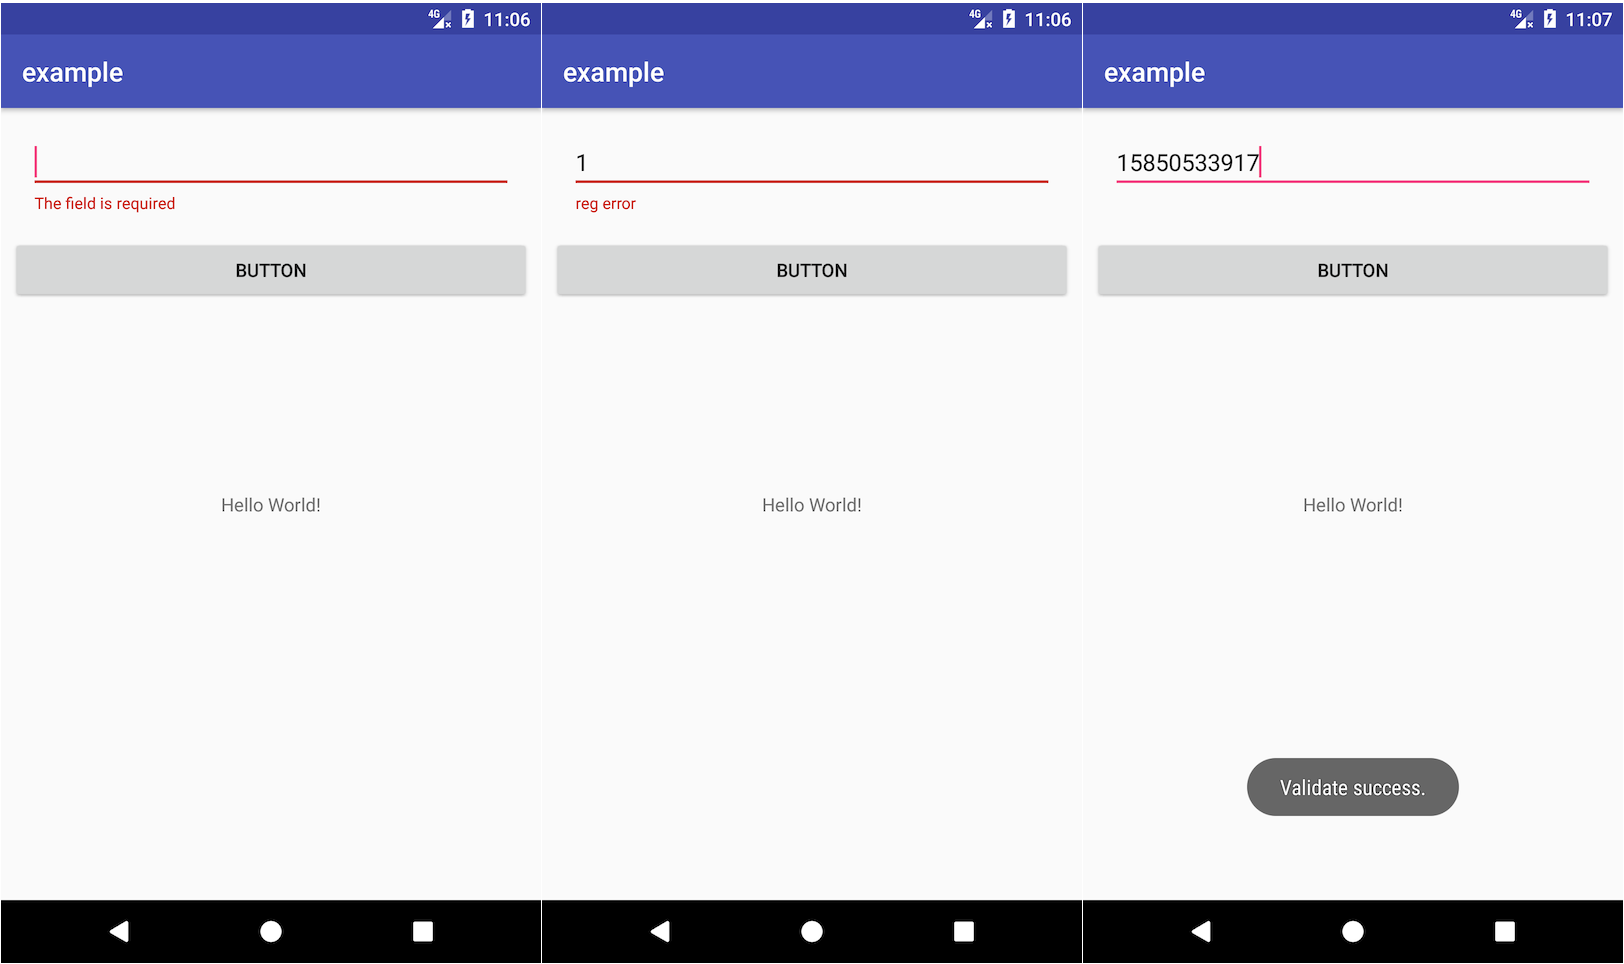 4G 11:06
example
The field is required
BUTTON
Hello World!
4G 11:06
example
1
reg error
BUTTON
Hello World!
4G 11:07
example
15850533917
BUTTON
Hello World!
Validate success.